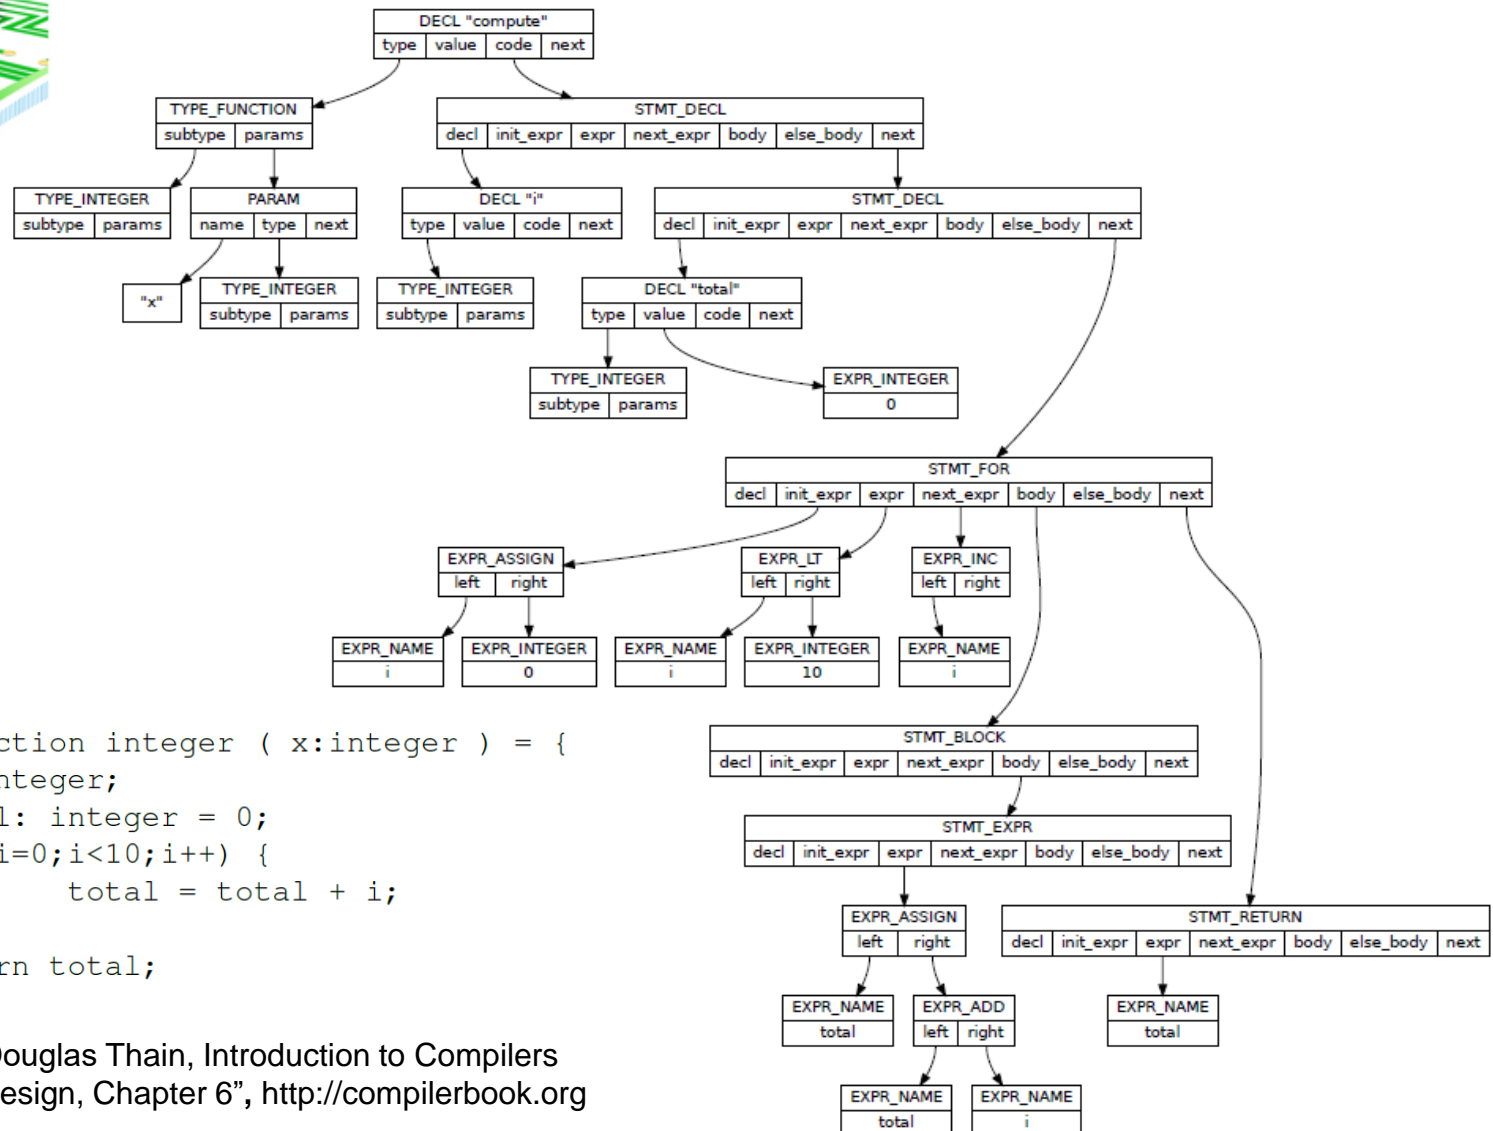 DECL "compute"
type value code next
TYPE_FUNCTION
subtype params
STMT_DECL
decl init_expr expr next_expr body else_body next
TYPE_INTEGER
subtype params
PARAM
name type next
DECL "i"
type value code next
STMT_DECL
decl init_expr expr next_expr body else_body next
"x"
TYPE_INTEGER
subtype params
TYPE_INTEGER
subtype params
DECL "total"
type value code next
TYPE_INTEGER
subtype params
EXPR_INTEGER
0
STMT_FOR
decl init_expr expr next_expr body else_body next
EXPR_ASSIGN
left right
EXPR_LT
left right
EXPR_INC
left right
EXPR_NAME
i
EXPR_INTEGER
0
EXPR_NAME
i
EXPR_INTEGER
10
EXPR_NAME
i
STMT_BLOCK
decl init_expr expr next_expr body else_body next
STMT_EXPR
decl init_expr expr next_expr body else_body next
EXPR_ASSIGN
left right
STMT_RETURN
decl init_expr expr next_expr body else_body next
EXPR_NAME
total
EXPR_ADD
left right
EXPR_NAME
total
EXPR_NAME
total
EXPR_NAME
i
ction integer ( x:integer ) = {
nteger;
l: integer = 0;
i=0;i<10;i++) {
total = total + i;
rn total;
Douglas Thain, Introduction to Compilers
esign, Chapter 6”, http://compilerbook.org